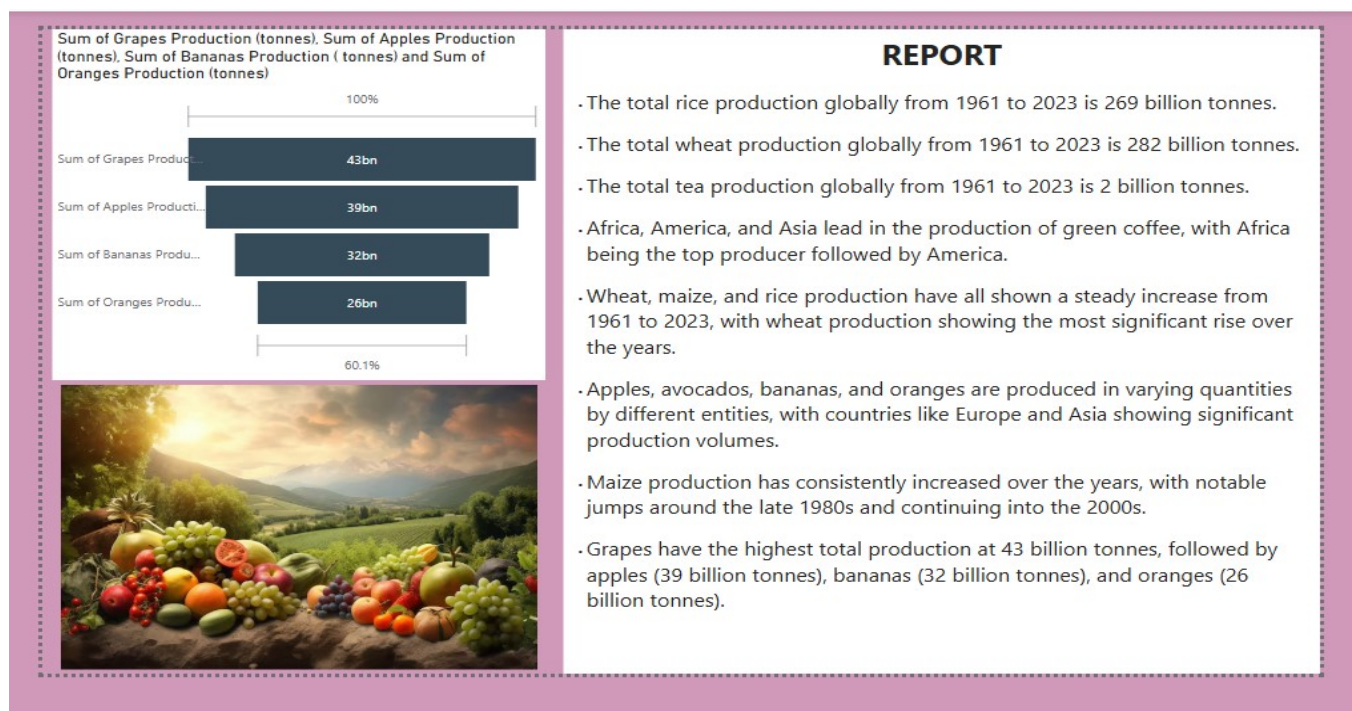 Sum of Grapes Production (tonnes), Sum of Apples Production
(tonnes), Sum of Bananas Production ( tonnes) and Sum of
Oranges Production (tonnes)
100%
Sum of Grapes Product...
43bn
Sum of Apples Producti...
39bn
Sum of Bananas Produ...
32bn
Sum of Oranges Produ...
26bn
60.1%
REPORT
· The total rice production globally from 1961 to 2023 is 269 billion tonnes.
· The total wheat production globally from 1961 to 2023 is 282 billion tonnes.
· The total tea production globally from 1961 to 2023 is 2 billion tonnes.
· Africa, America, and Asia lead in the production of green coffee, with Africa
being the top producer followed by America.
· Wheat, maize, and rice production have all shown a steady increase from
1961 to 2023, with wheat production showing the most significant rise over
the years.
· Apples, avocados, bananas, and oranges are produced in varying quantities
by different entities, with countries like Europe and Asia showing significant
production volumes.
· Maize production has consistently increased over the years, with notable
jumps around the late 1980s and continuing into the 2000s.
· Grapes have the highest total production at 43 billion tonnes, followed by
apples (39 billion tonnes), bananas (32 billion tonnes), and oranges (26
billion tonnes).